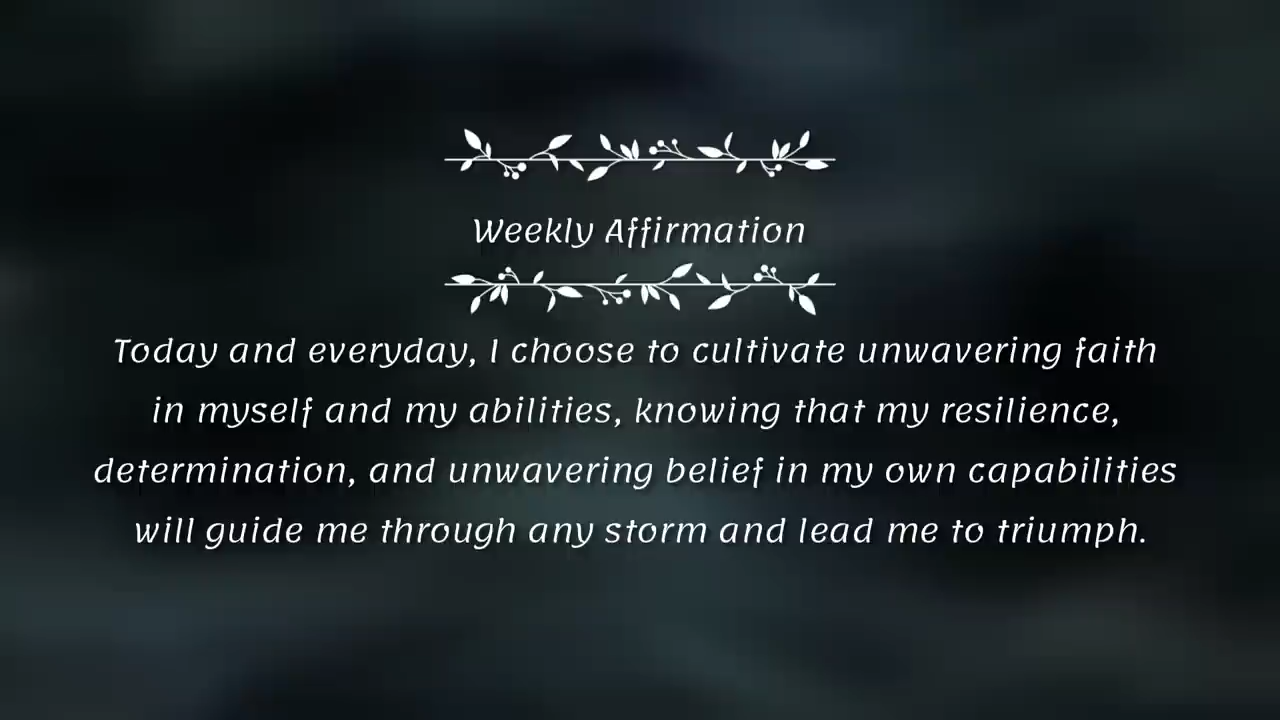 Weekly Affirmation
Today and everyday, I choose to cultivate unwavering faith
in myself and my abilities, knowing that my resilience,
determination, and unwavering belief in my own capabilities
will guide me through any storm and lead me to triumph.